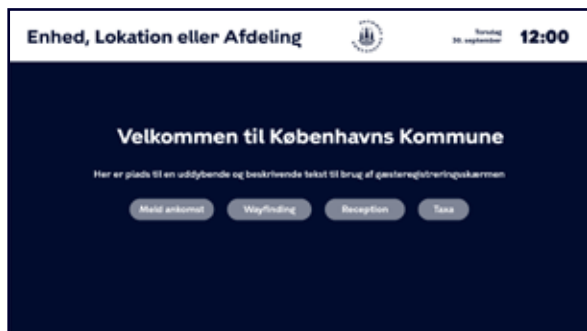 Enhed, Lokation eller Afdeling
Torsdag
30. september
12:00
Velkommen til Københavns Kommune
Her er plads til en uddybende og beskrivende tekst til brug af gæsteregistreringsskærmen
Meld ankomst
Wayfinding
Reception
Taxa